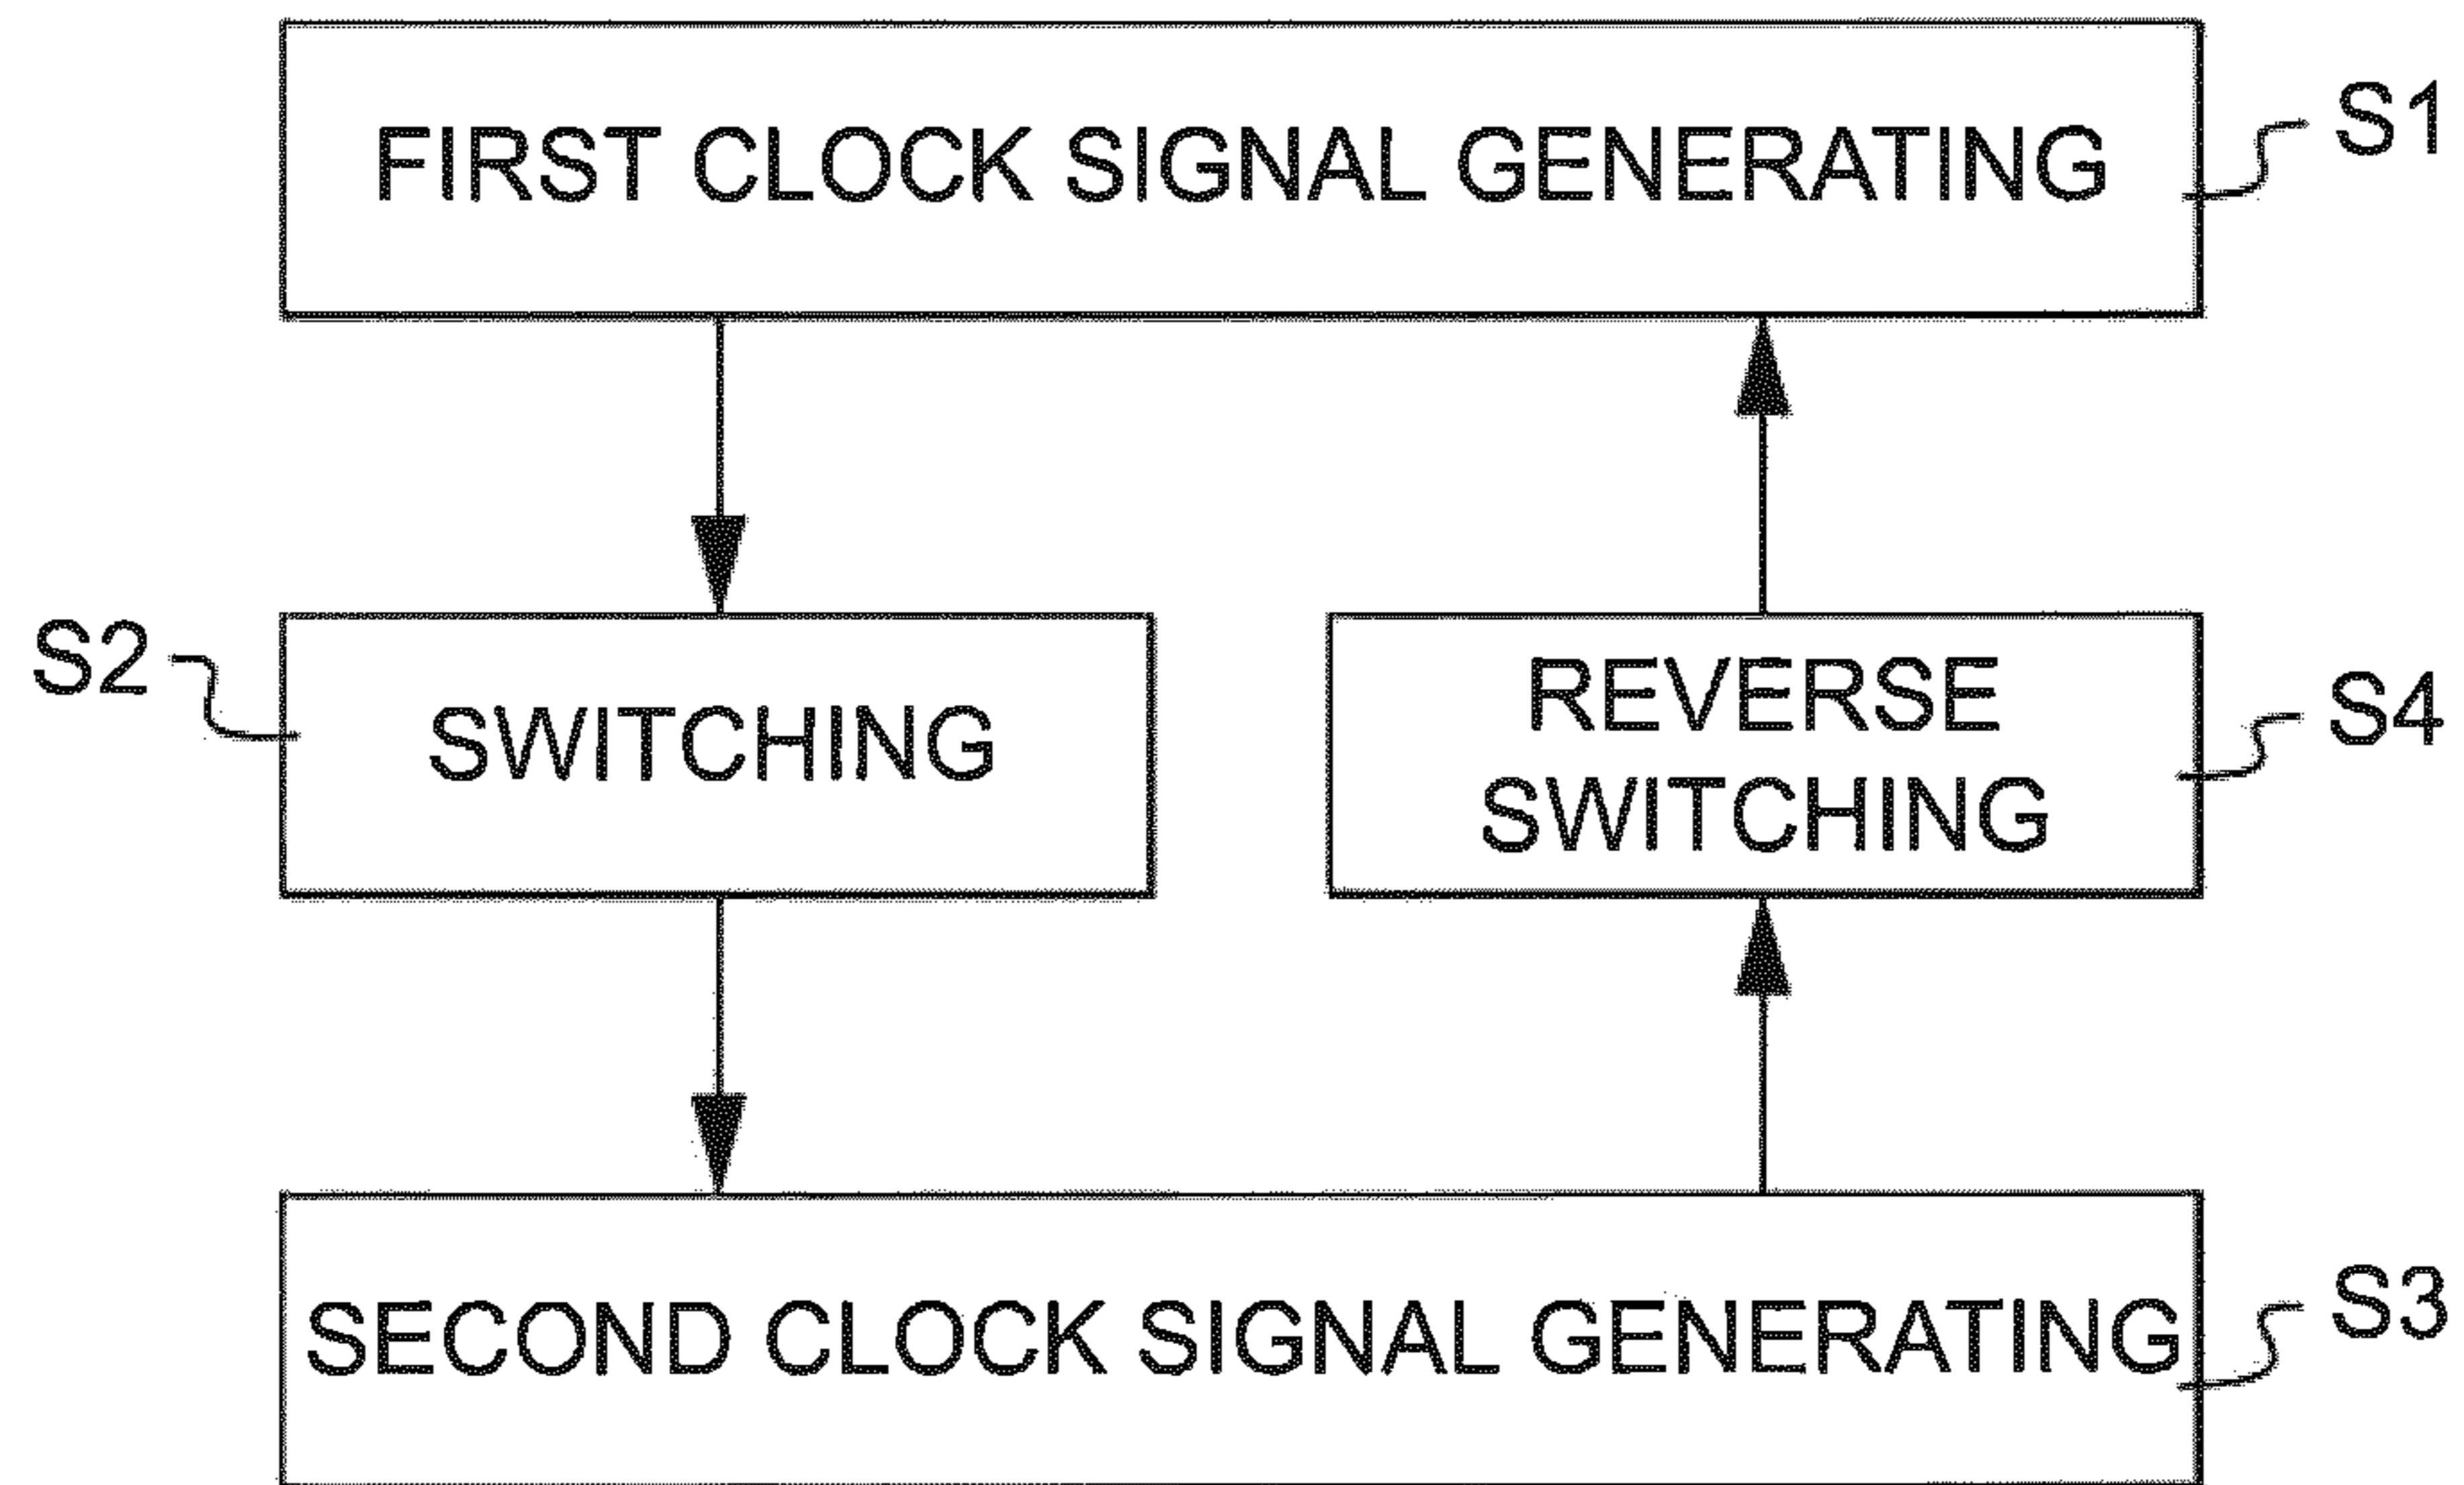 FIRST CLOCK SIGNAL GENERATING
S1
S2
SWITCHING
REVERSE
SWITCHING
S4
SECOND CLOCK SIGNAL GENERATING
S3